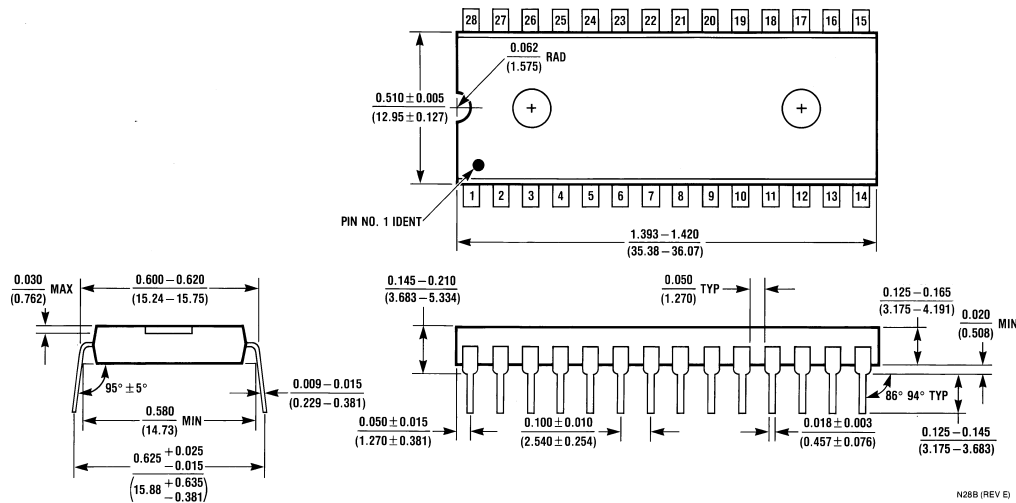 28 27 26 25 24 23 22 21 20 19 18 17 16 15
0.062
(1.575)
RAD
0.510 ± 0.005
(12.95 ± 0.127)
PIN NO. 1 IDENT
1 2 3 4 5 6 7 8 9 10 11 12 13 14
1.393 – 1.420
(35.38 – 36.07)
0.030
(0.762)
MAX
0.600 – 0.620
(15.24 – 15.75)
95° ± 5°
0.009 – 0.015
(0.229 – 0.381)
0.580
(14.73)
MIN
0.625 +0.025
-0.015
(15.88 +0.635
-0.381)
0.145 – 0.210
(3.683 – 5.334)
0.050
(1.270)
TYP
0.125 – 0.165
(3.175 – 4.191)
0.020
(0.508)
MIN
86° 94° TYP
0.050 ± 0.015
(1.270 ± 0.381)
0.100 ± 0.010
(2.540 ± 0.254)
0.018 ± 0.003
(0.457 ± 0.076)
0.125 – 0.145
(3.175 – 3.683)
N28B (REV E)